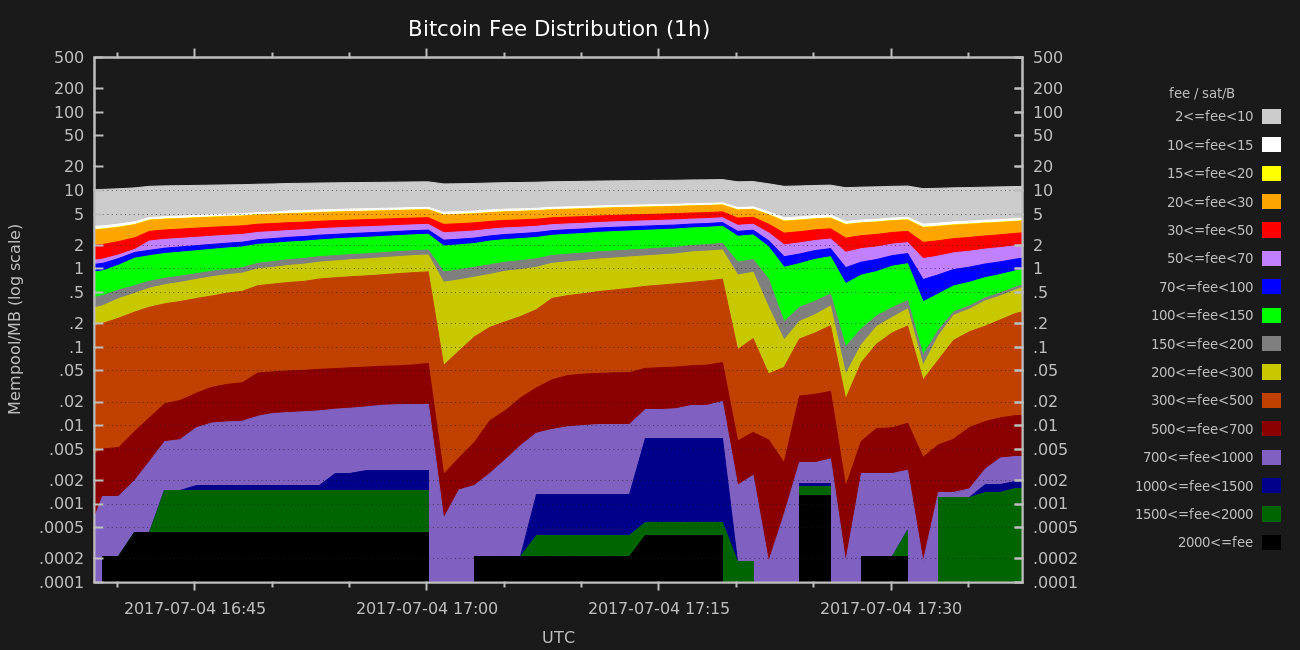 Bitcoin Fee Distribution (1h)
500
200
100
50
20
10
5
2
1
.5
.2
.1
.05
.02
.01
.005
.002
.001
.0005
.0002
.0001
Mempool/MB (log scale)
500
200
100
50
20
10
5
2
1
.5
.2
.1
.05
.02
.01
.005
.002
.001
.0005
.0002
.0001
2017-07-04 16:45
2017-07-04 17:00
2017-07-04 17:15
2017-07-04 17:30
UTC
fee / sat/B
2<=fee<10
10<=fee<15
15<=fee<20
20<=fee<30
30<=fee<50
50<=fee<70
70<=fee<100
100<=fee<150
150<=fee<200
200<=fee<300
300<=fee<500
500<=fee<700
700<=fee<1000
1000<=fee<1500
1500<=fee<2000
2000<=fee